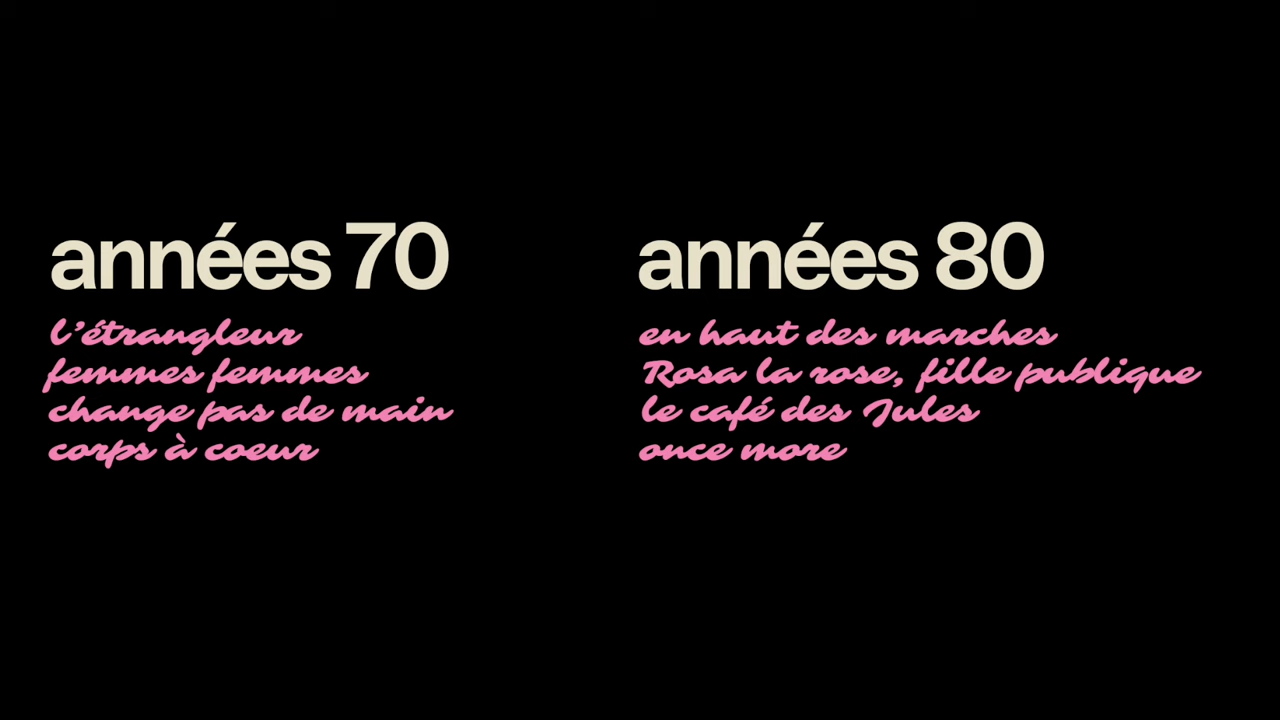 années 70
l'étrangleur
femmes femmes
change pas de main
corps à coeur
années 80
en haut des marches
Rosa la rose, fille publique
le café des Jules
once more